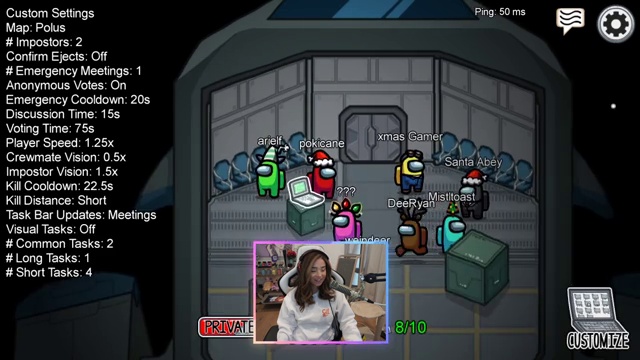 Custom Settings
Map: Polus
# Impostors: 2
Confirm Ejects: Off
# Emergency Meetings: 1
Anonymous Votes: On
Emergency Cooldown: 20s
Discussion Time: 15s
Voting Time: 75s
Player Speed: 1.25x
Crewmate Vision: 0.5x
Impostor Vision: 1.5x
Kill Cooldown: 22.5s
Kill Distance: Short
Task Bar Updates: Meetings
Visual Tasks: Off
# Common Tasks: 2
# Long Tasks: 1
# Short Tasks: 4
Ping: 50 ms
arielf
pokicane
xmas Gamer
Santa Abey
???
DeeRyan
Mistltoast
weindeer
PRIVATE
8/10
CUSTOMIZE